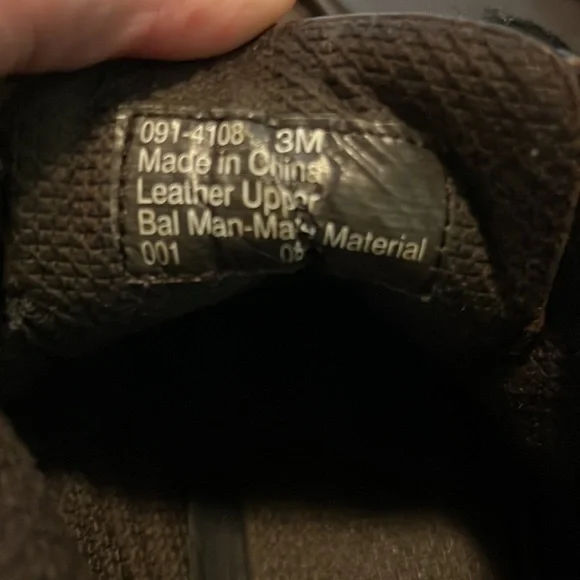 091-4108 3M
Made in China
Leather Upper
Bal Man-Made Material
001